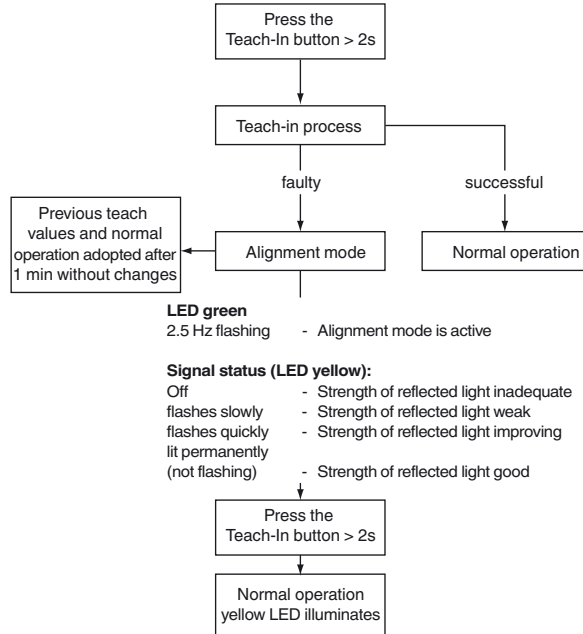 Press the
Teach-In button > 2s
Teach-in process
faulty
successful
Previous teach
values and normal
operation adopted after
1 min without changes
Alignment mode
Normal operation
LED green
2.5 Hz flashing - Alignment mode is active
Signal status (LED yellow):
Off - Strength of reflected light inadequate
flashes slowly - Strength of reflected light weak
flashes quickly - Strength of reflected light improving
lit permanently
(not flashing) - Strength of reflected light good
Press the
Teach-In button > 2s
Normal operation
yellow LED illuminates